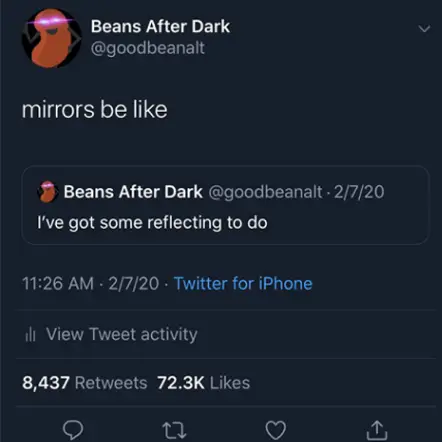 Beans After Dark
@goodbeanalt
mirrors be like
Beans After Dark @goodbeanalt · 2/7/20
I've got some reflecting to do
11:26 AM · 2/7/20 · Twitter for iPhone
View Tweet activity
8,437 Retweets 72.3K Likes